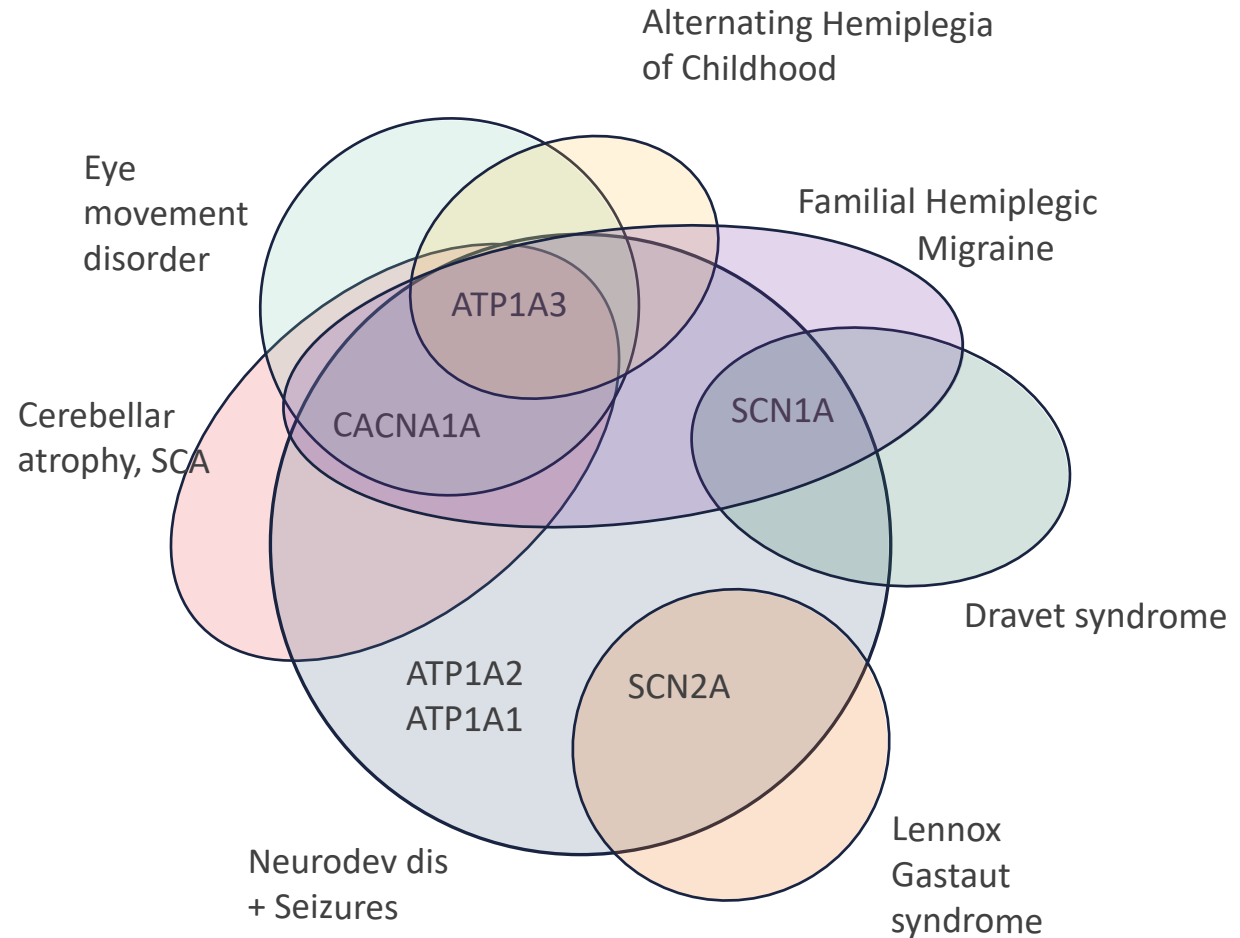 Alternating Hemiplegia
of Childhood
Eye
movement
disorder
Familial Hemiplegic
Migraine
ATP1A3
Cerebellar
atrophy, SCA
CACNA1A
SCN1A
Dravet syndrome
ATP1A2
ATP1A1
SCN2A
Neurodev dis
+ Seizures
Lennox
Gastaut
syndrome